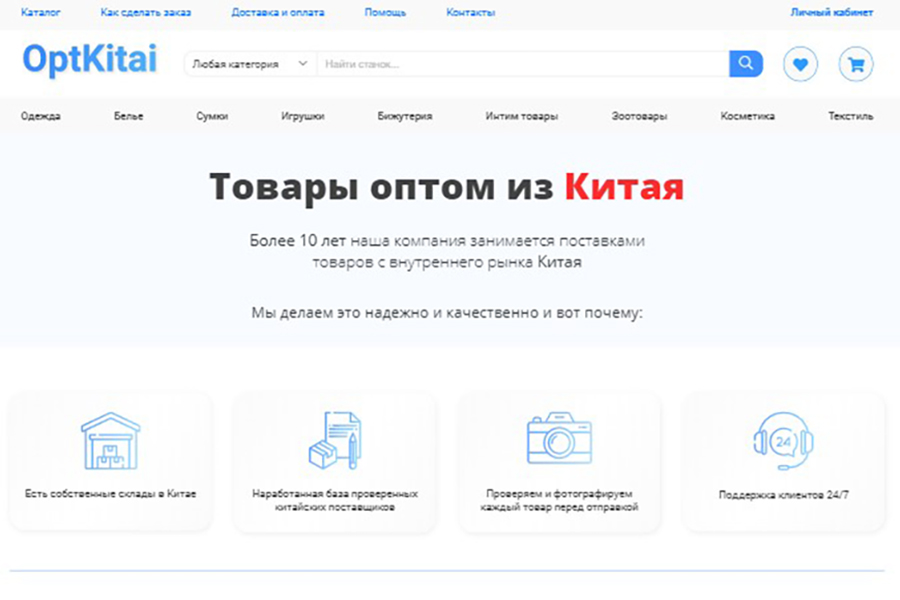 Каталог Как сделать заказ Доставка и оплата Помощь Контакты Личный кабинет
OptKitai Любая категория Найти станок...
Одежда Белье Сумки Игрушки Бижутерия Интим товары Зоотовары Косметика Текстиль
Товары оптом из Китая
Более 10 лет наша компания занимается поставками
товаров с внутреннего рынка Китая
Мы делаем это надежно и качественно и вот почему:
24
Есть собственные склады в Китае
Наработанная база проверенных
китайских поставщиков
Проверяем и фотографируем
каждый товар перед отправкой
Поддержка клиентов 24/7